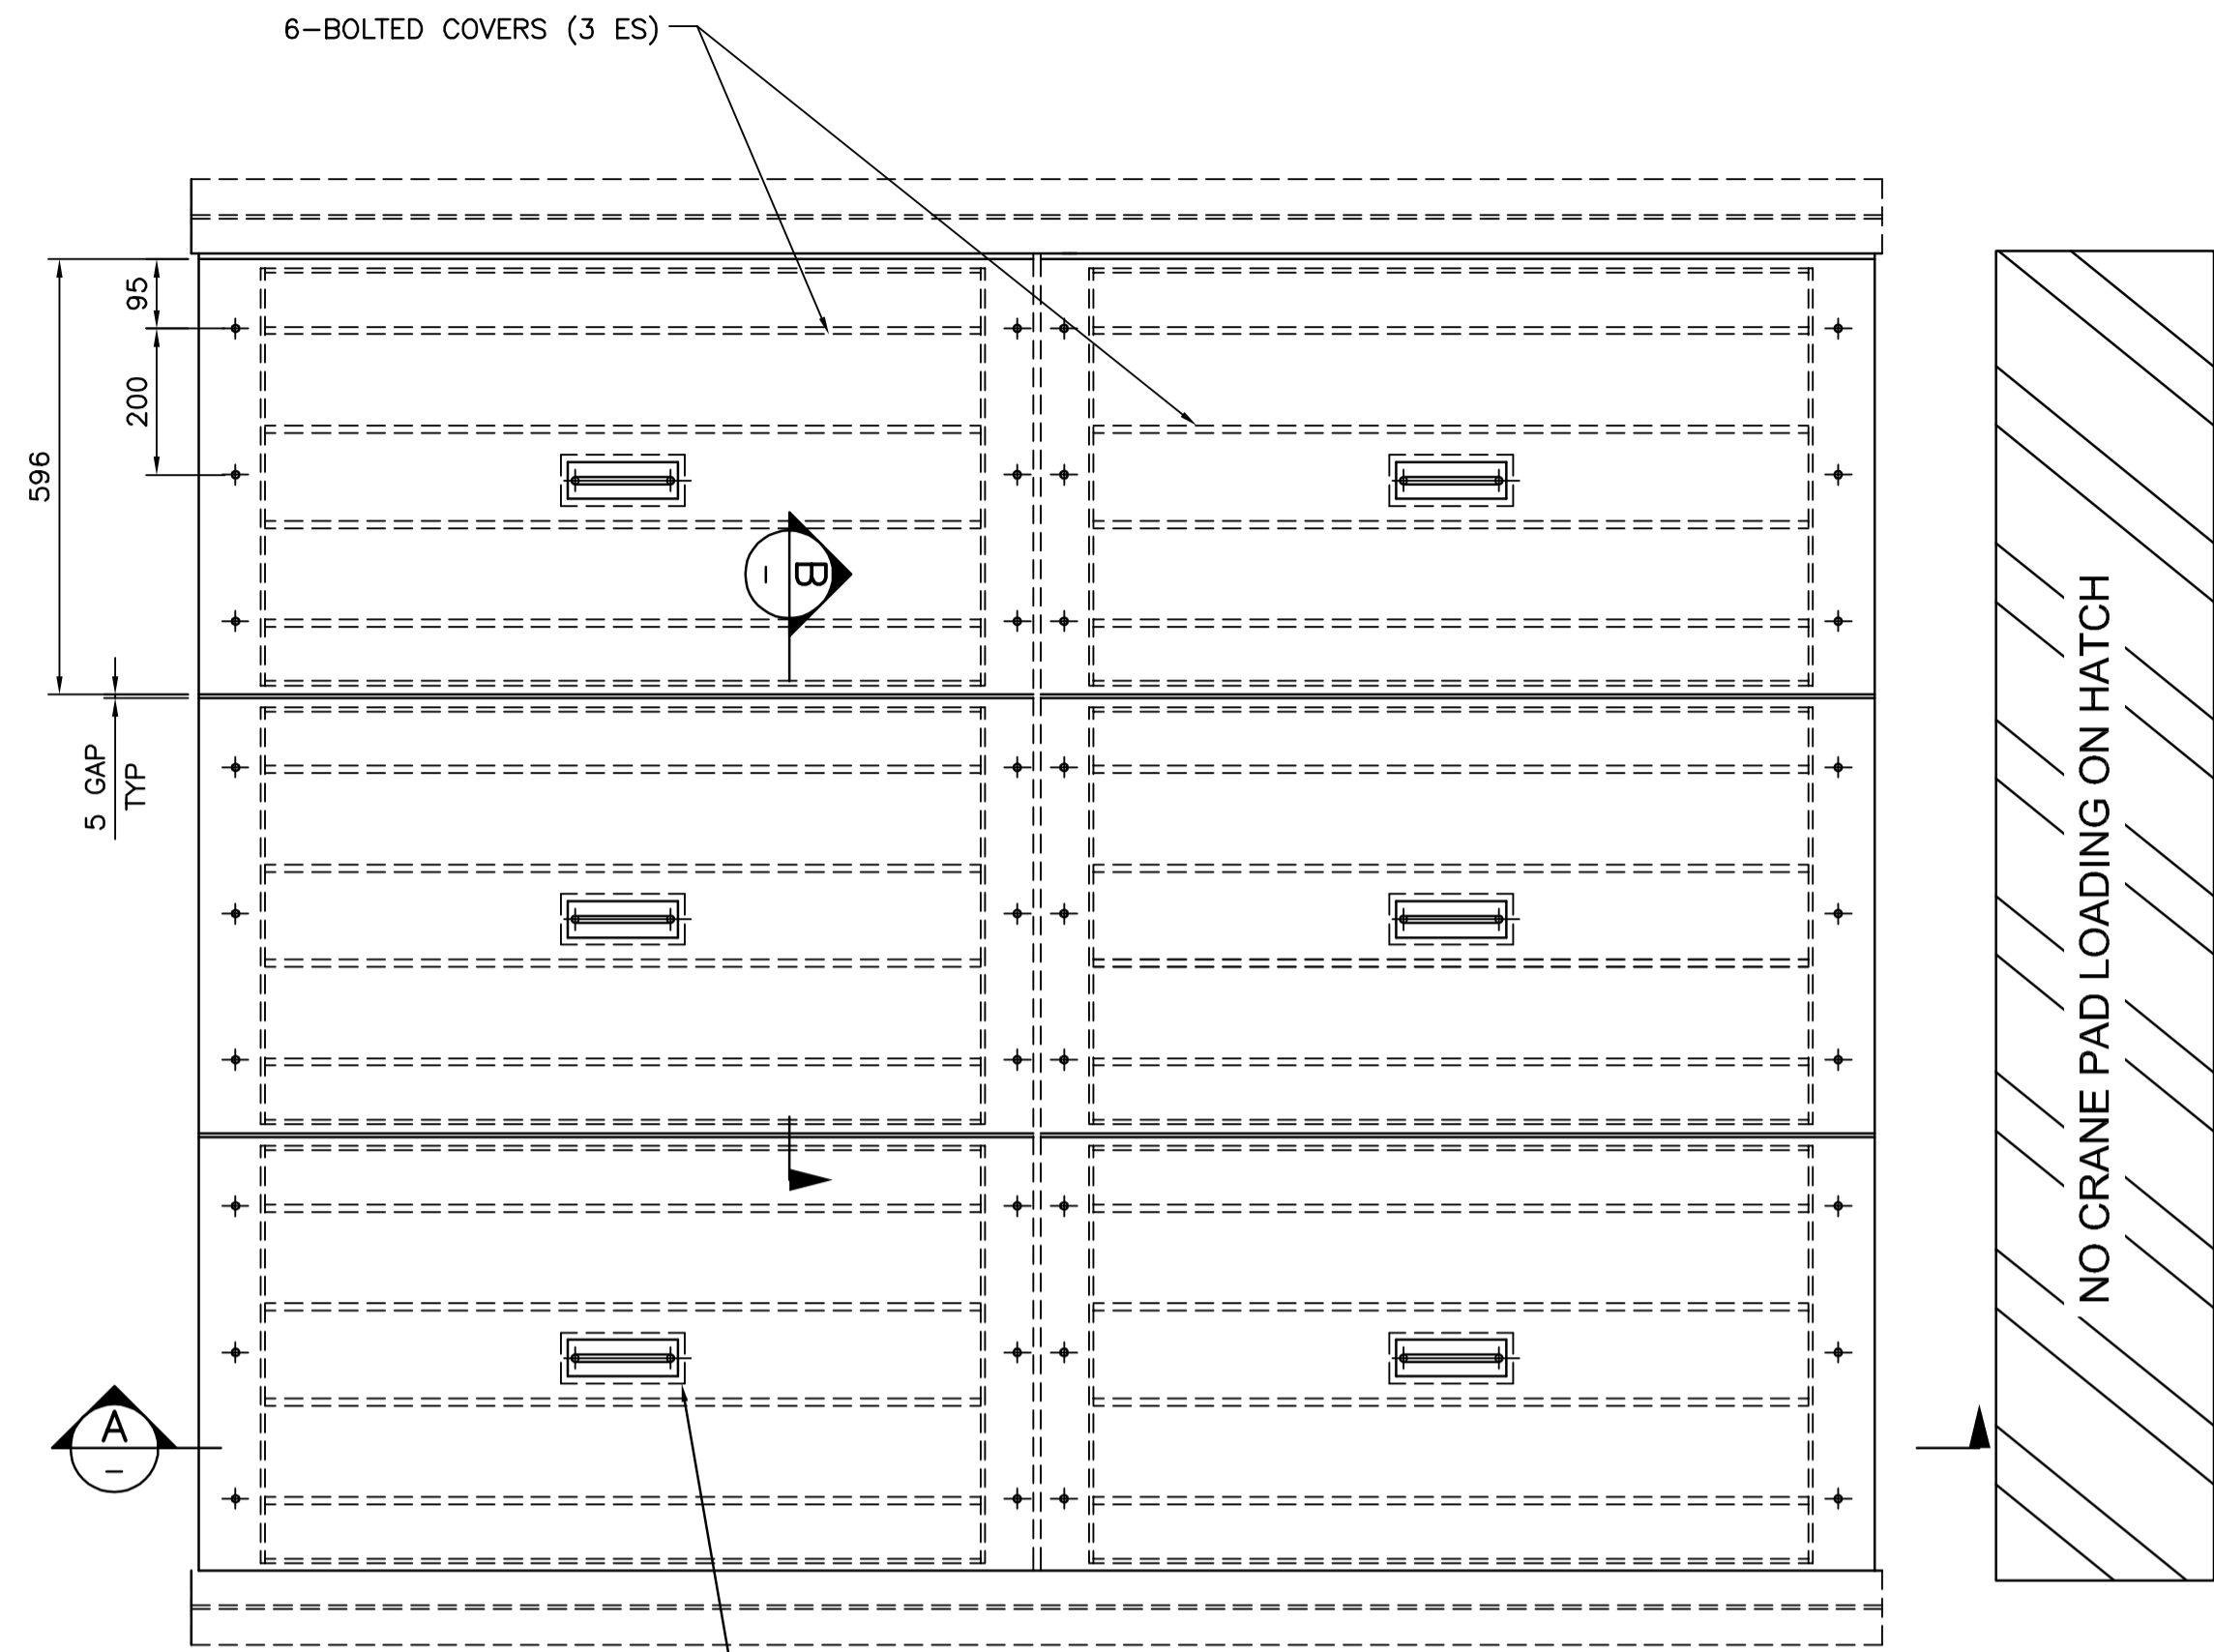 6-BOLTED COVERS (3 ES)
95
200
596
5 GAP
TYP
B
-
A
-
NO CRANE PAD LOADING ON HATCH